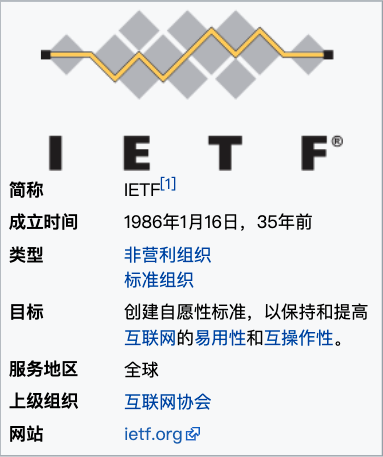 IETF®
简称 IETF[1]
成立时间 1986年1月16日，35年前
类型 非营利组织
标准组织
目标 创建自愿性标准，以保持和提高
互联网的易用性和互操作性。
服务地区 全球
上级组织 互联网协会
网站 ietf.org